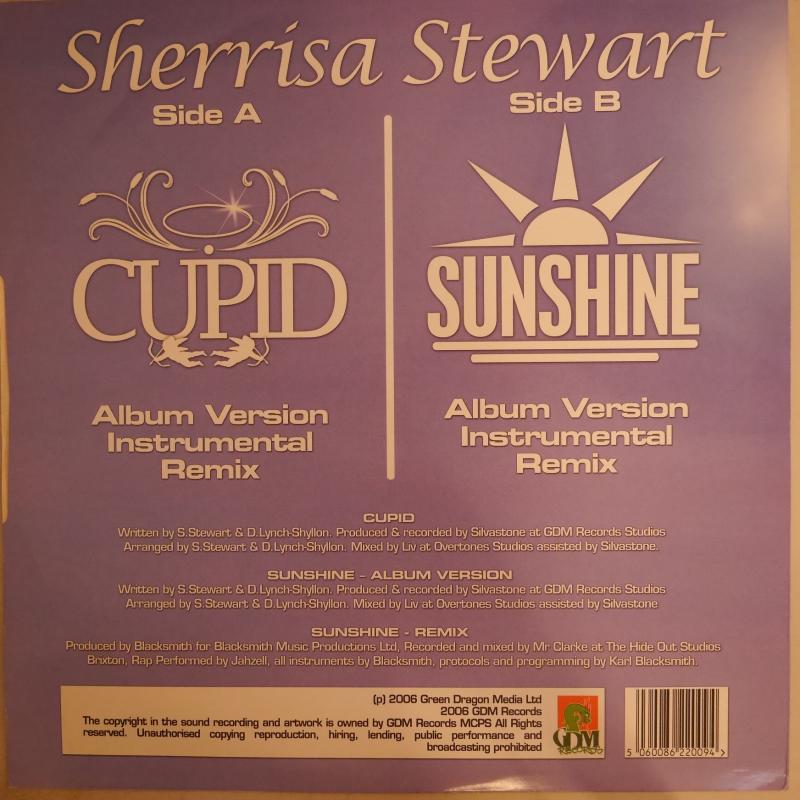 Sherrisa Stewart
Side A
Side B
CUPID
SUNSHINE
Album Version
Instrumental
Remix
Album Version
Instrumental
Remix
CUPID
Written by S.Stewart & D.Lynch-Shyllon. Produced & recorded by Silvastone at GDM Records Studios
Arranged by S.Stewart & D.Lynch-Shyllon. Mixed by Liv at Overtones Studios assisted by Silvastone.
SUNSHINE - ALBUM VERSION
Written by S.Stewart & D.Lynch-Shyllon. Produced & recorded by Silvastone at GDM Records Studios
Arranged by S.Stewart & D.Lynch-Shyllon. Mixed by Liv at Overtones Studios assisted by Silvastone
SUNSHINE - REMIX
Produced by Blacksmith for Blacksmith Music Productions Ltd, Recorded and mixed by Mr Clarke at The Hide Out Studios
Brixton, Rap Performed by Jahzell, all instruments by Blacksmith, protocols and programming by Karl Blacksmith.
(p) 2006 Green Dragon Media Ltd
2006 GDM Records
The copyright in the sound recording and artwork is owned by GDM Records MCPS All Rights
reserved. Unauthorised copying reproduction, hiring, lending, public performance and
broadcasting prohibited
GDM
RECORDS
5 060086 220094 >